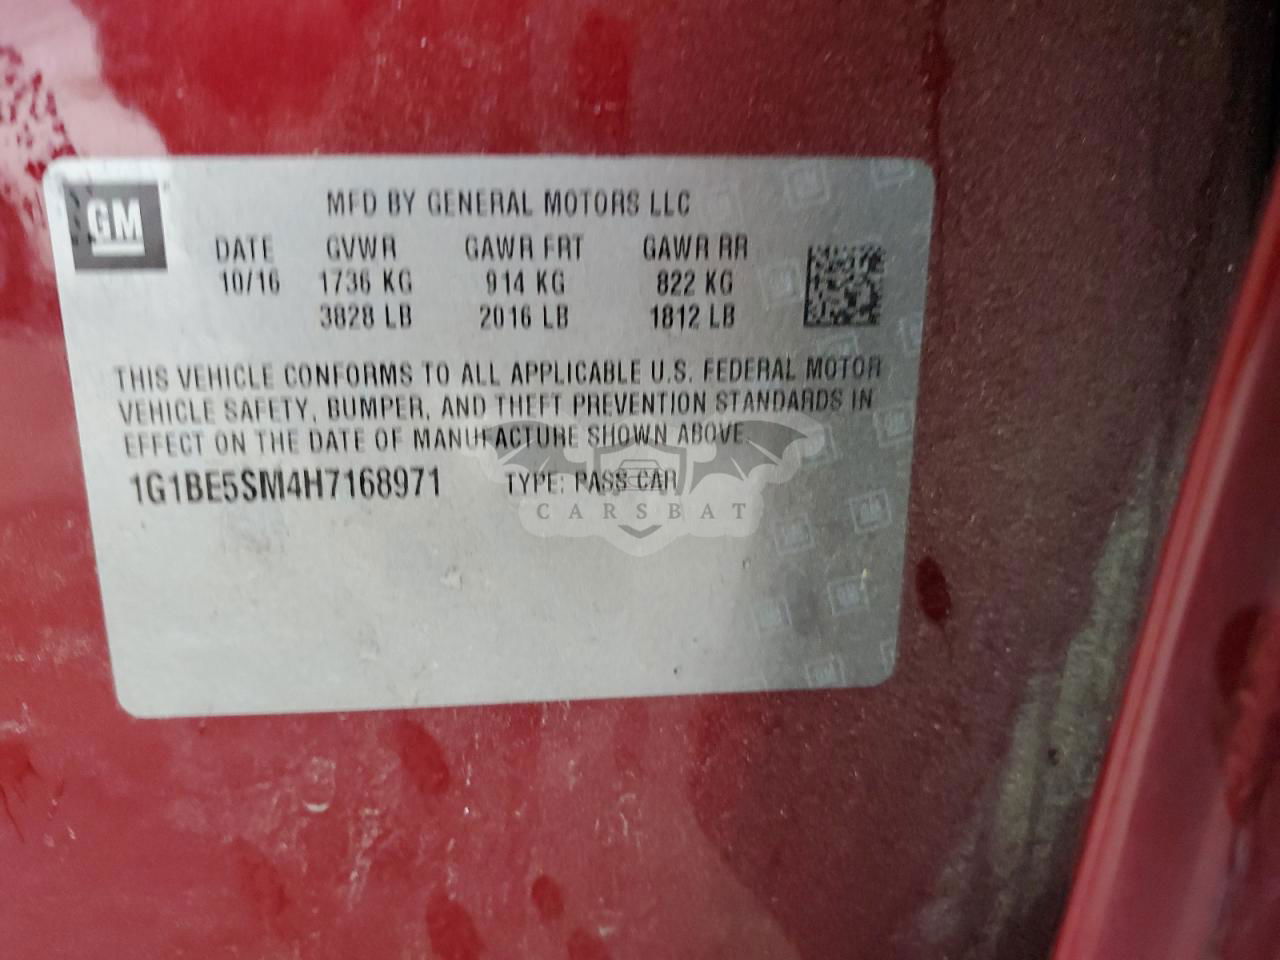 GM
MFD BY GENERAL MOTORS LLC
DATE GVWR GAWR FRT GAWR RR
10/16 1736 KG 914 KG 822 KG
3828 LB 2016 LB 1812 LB
THIS VEHICLE CONFORMS TO ALL APPLICABLE U.S. FEDERAL MOTOR
VEHICLE SAFETY, BUMPER, AND THEFT PREVENTION STANDARDS IN
EFFECT ON THE DATE OF MANUFACTURE SHOWN ABOVE
1G1BE5SM4H7168971 TYPE: PASS CAR
CARSBAT